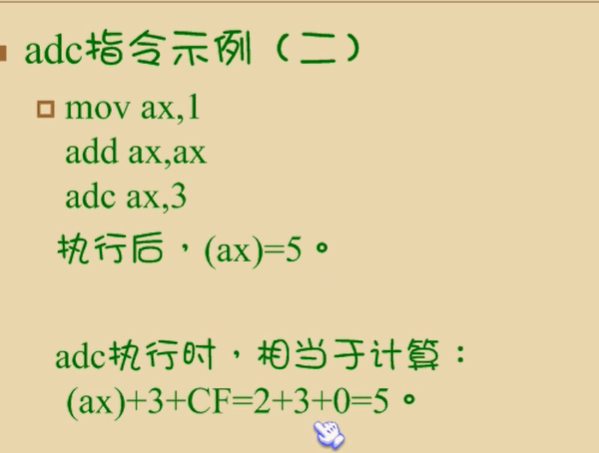 adc指令示例（二）
mov ax,1
add ax,ax
adc ax,3
执行后，(ax)=5。
adc执行时，相当于计算：
(ax)+3+CF=2+3+0=5。